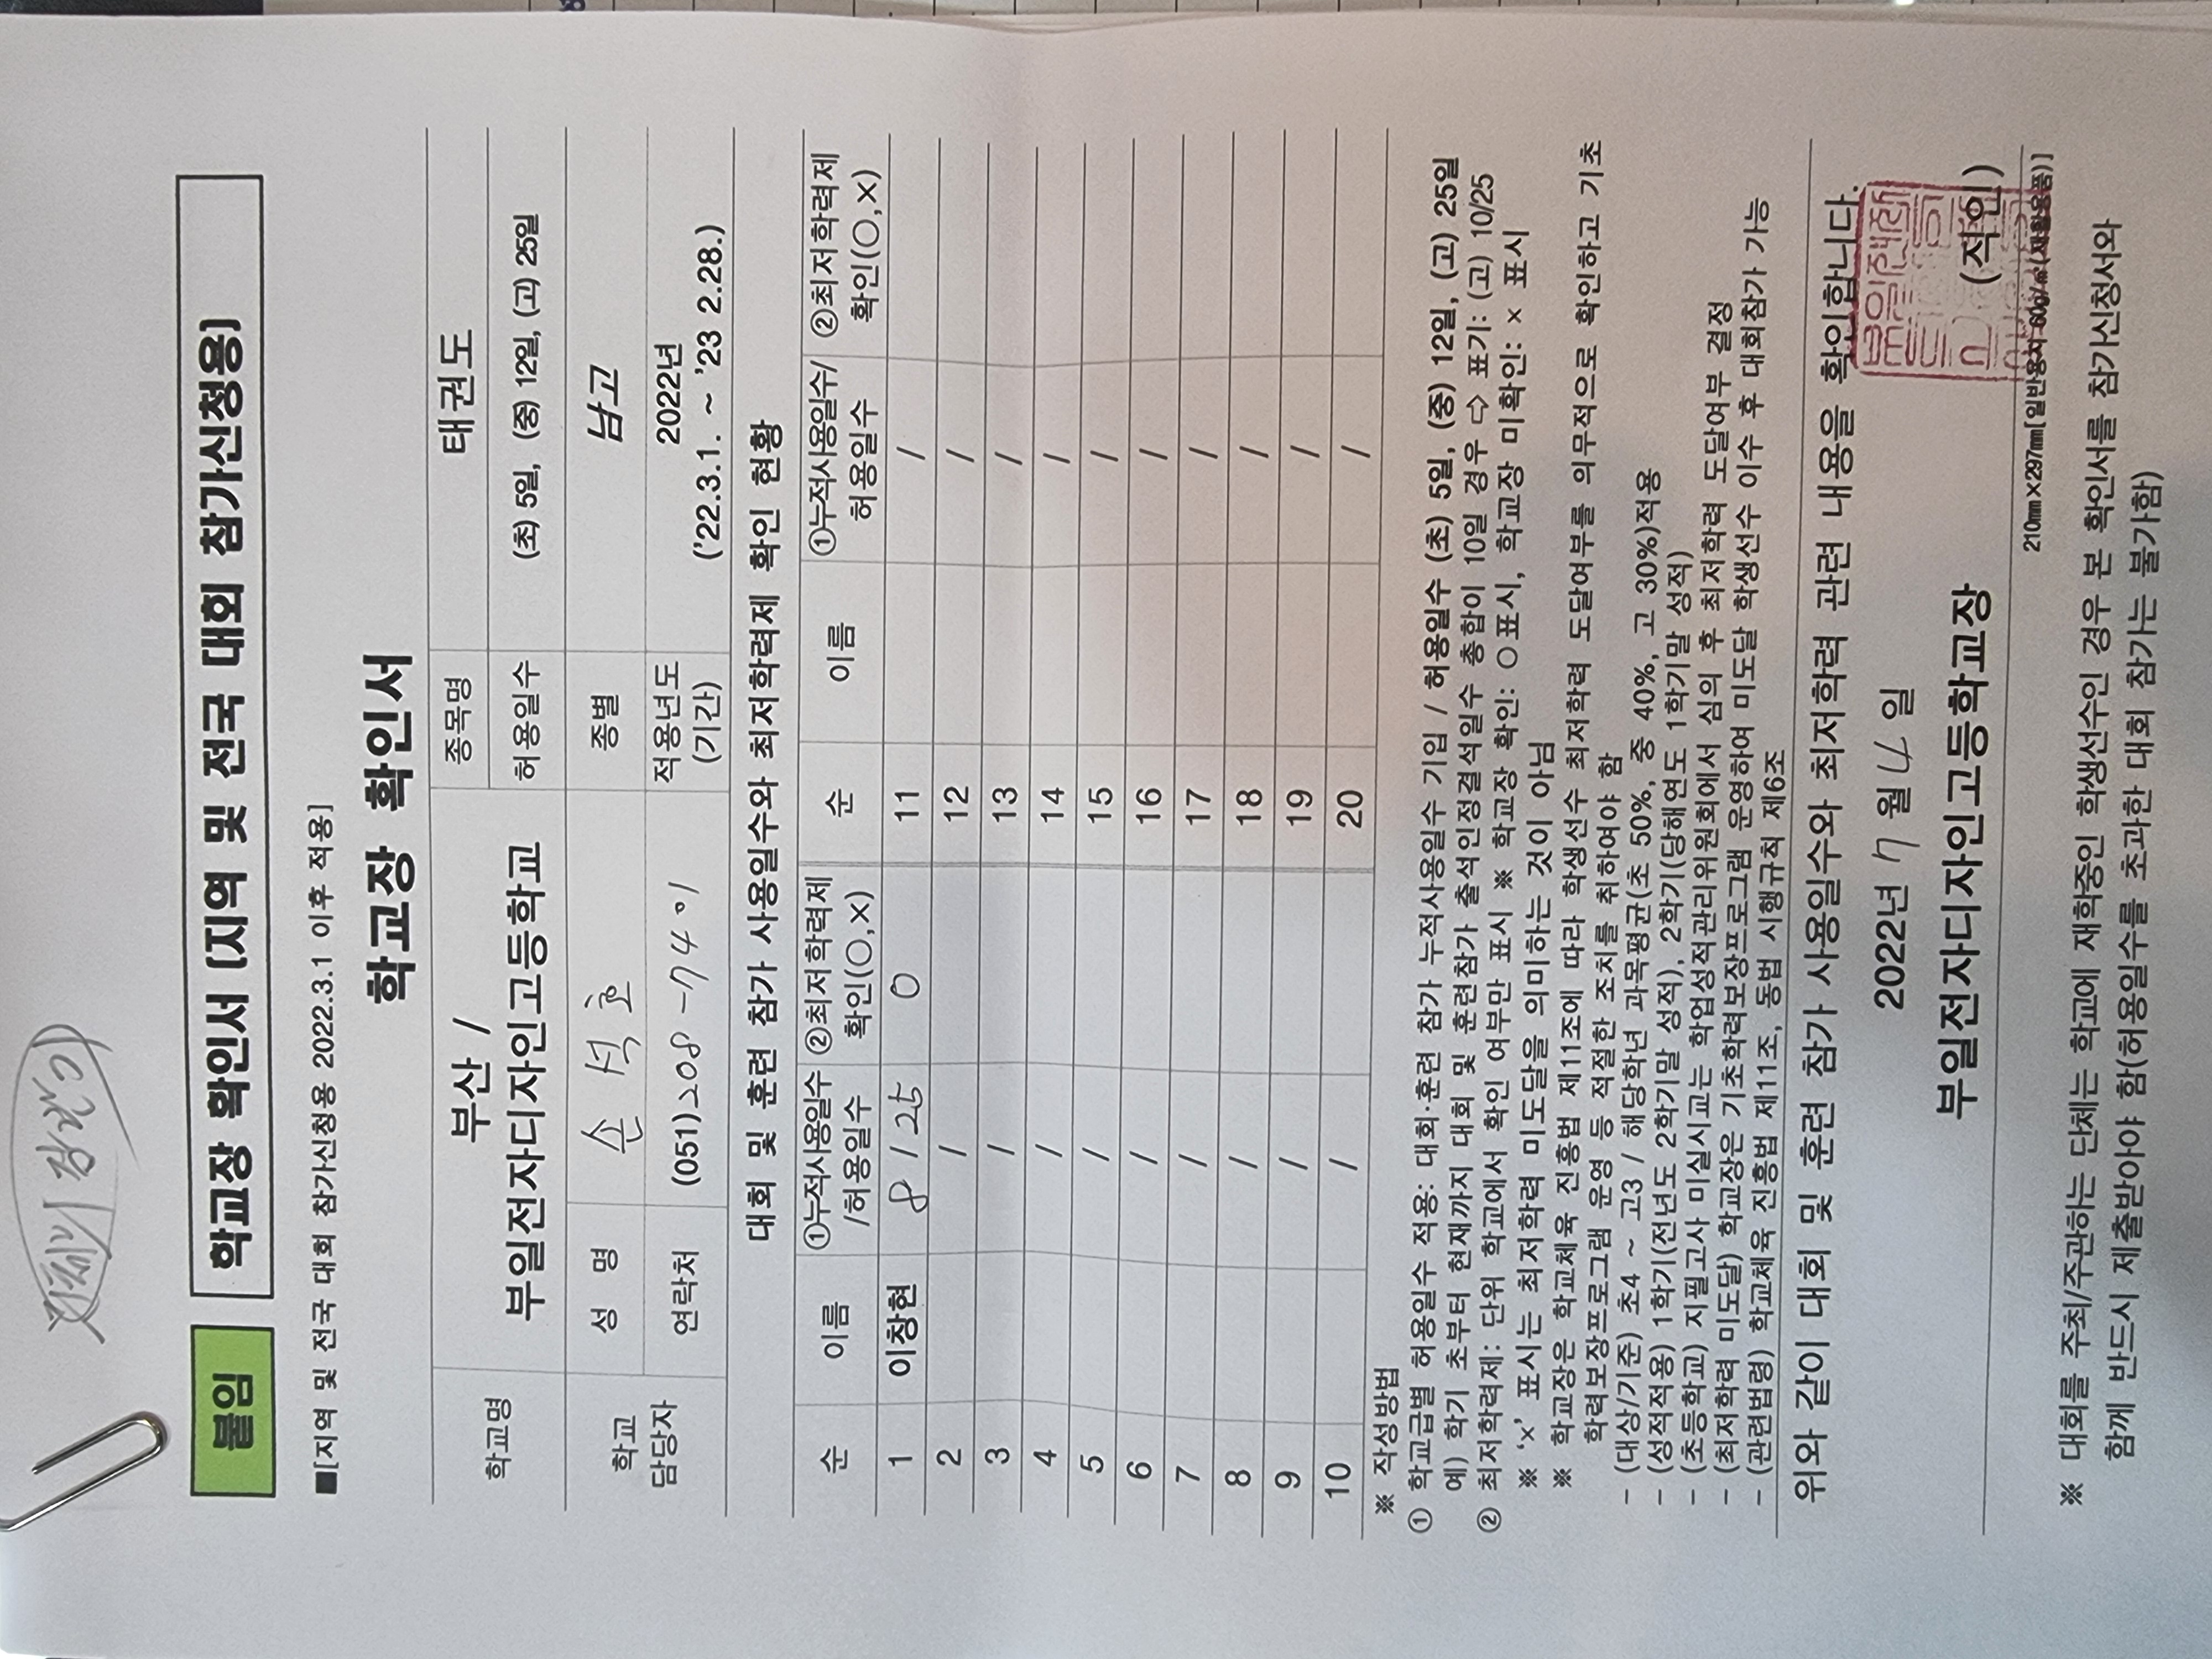 붙임
학교장 확인서 (지역 및 전국 대회 참가신청용)
■[지역 및 전국 대회 참가신청용 2022.3.1 이후 적용]
학교장 확인서
학교명 부산 / 부일전자디자인고등학교 종목명 태권도
허용일수 (초) 5일, (중) 12일, (고) 25일
학교 담당자 성 명 손석호 종별 남고
연락처 (051)208-7401 적용년도 (기간) 2022년 ('22.3.1. ~ '23 2.28.)
대회 및 훈련 참가 사용일수와 최저학력제 확인 현황
순 이름 ①누적사용일수/허용일수 ②최저학력제 확인(○,×) 순 이름 ①누적사용일수/허용일수 ②최저학력제 확인(○,×)
1 이창현 8 / 25 ○ 11 /
2 / 12 /
3 / 13 /
4 / 14 /
5 / 15 /
6 / 16 /
7 / 17 /
8 / 18 /
9 / 19 /
10 / 20 /
※ 작성방법
① 학교급별 허용일수 적용: 대회·훈련 참가 누적사용일수 기입 / 허용일수 (초) 5일, (중) 12일, (고) 25일
예) 학기 초부터 현재까지 대회 및 훈련참가 출석인정결석일수 총합이 10일 경우 ⇨ 표기: (고) 10/25
② 최저학력제: 단위 학교에서 확인 여부만 표시 ※ 학교장 확인: ○ 표시, 학교장 미확인: × 표시
※ ‘x’ 표시는 최저학력 미도달을 의미하는 것이 아님
※ 학교장은 학교체육 진흥법 제11조에 따라 학생선수 최저학력 도달여부를 의무적으로 확인하고 기초
학력보장프로그램 운영 등 적절한 조치를 취하여야 함
- (대상/기준) 초4 ~ 고3 / 해당학년 과목평균(초 50%, 중 40%, 고 30%)적용
- (성적적용) 1학기(전년도 2학기말 성적), 2학기(당해연도 1학기말 성적)
- (초등학교) 지필고사 미실시교는 학업성적관리위원회에서 심의 후 최저학력 도달여부 결정
- (최저학력 미도달) 학교장은 기초학력보장프로그램 운영하여 미도달 학생선수 이수 후 대회참가 가능
- (관련법령) 학교체육 진흥법 제11조, 동법 시행규칙 제6조
위와 같이 대회 및 훈련 참가 사용일수와 최저학력 관련 내용을 확인합니다.
2022년 7월 4일
부일전자디자인고등학교장 (직인)
210mm×297mm[일반용지 60g/㎡(재활용품)]
※ 대회를 주최/주관하는 단체는 학교에 재학중인 학생선수인 경우 본 확인서를 참가신청서와
함께 반드시 제출받아야 함(허용일수를 초과한 대회 참가는 불가함)